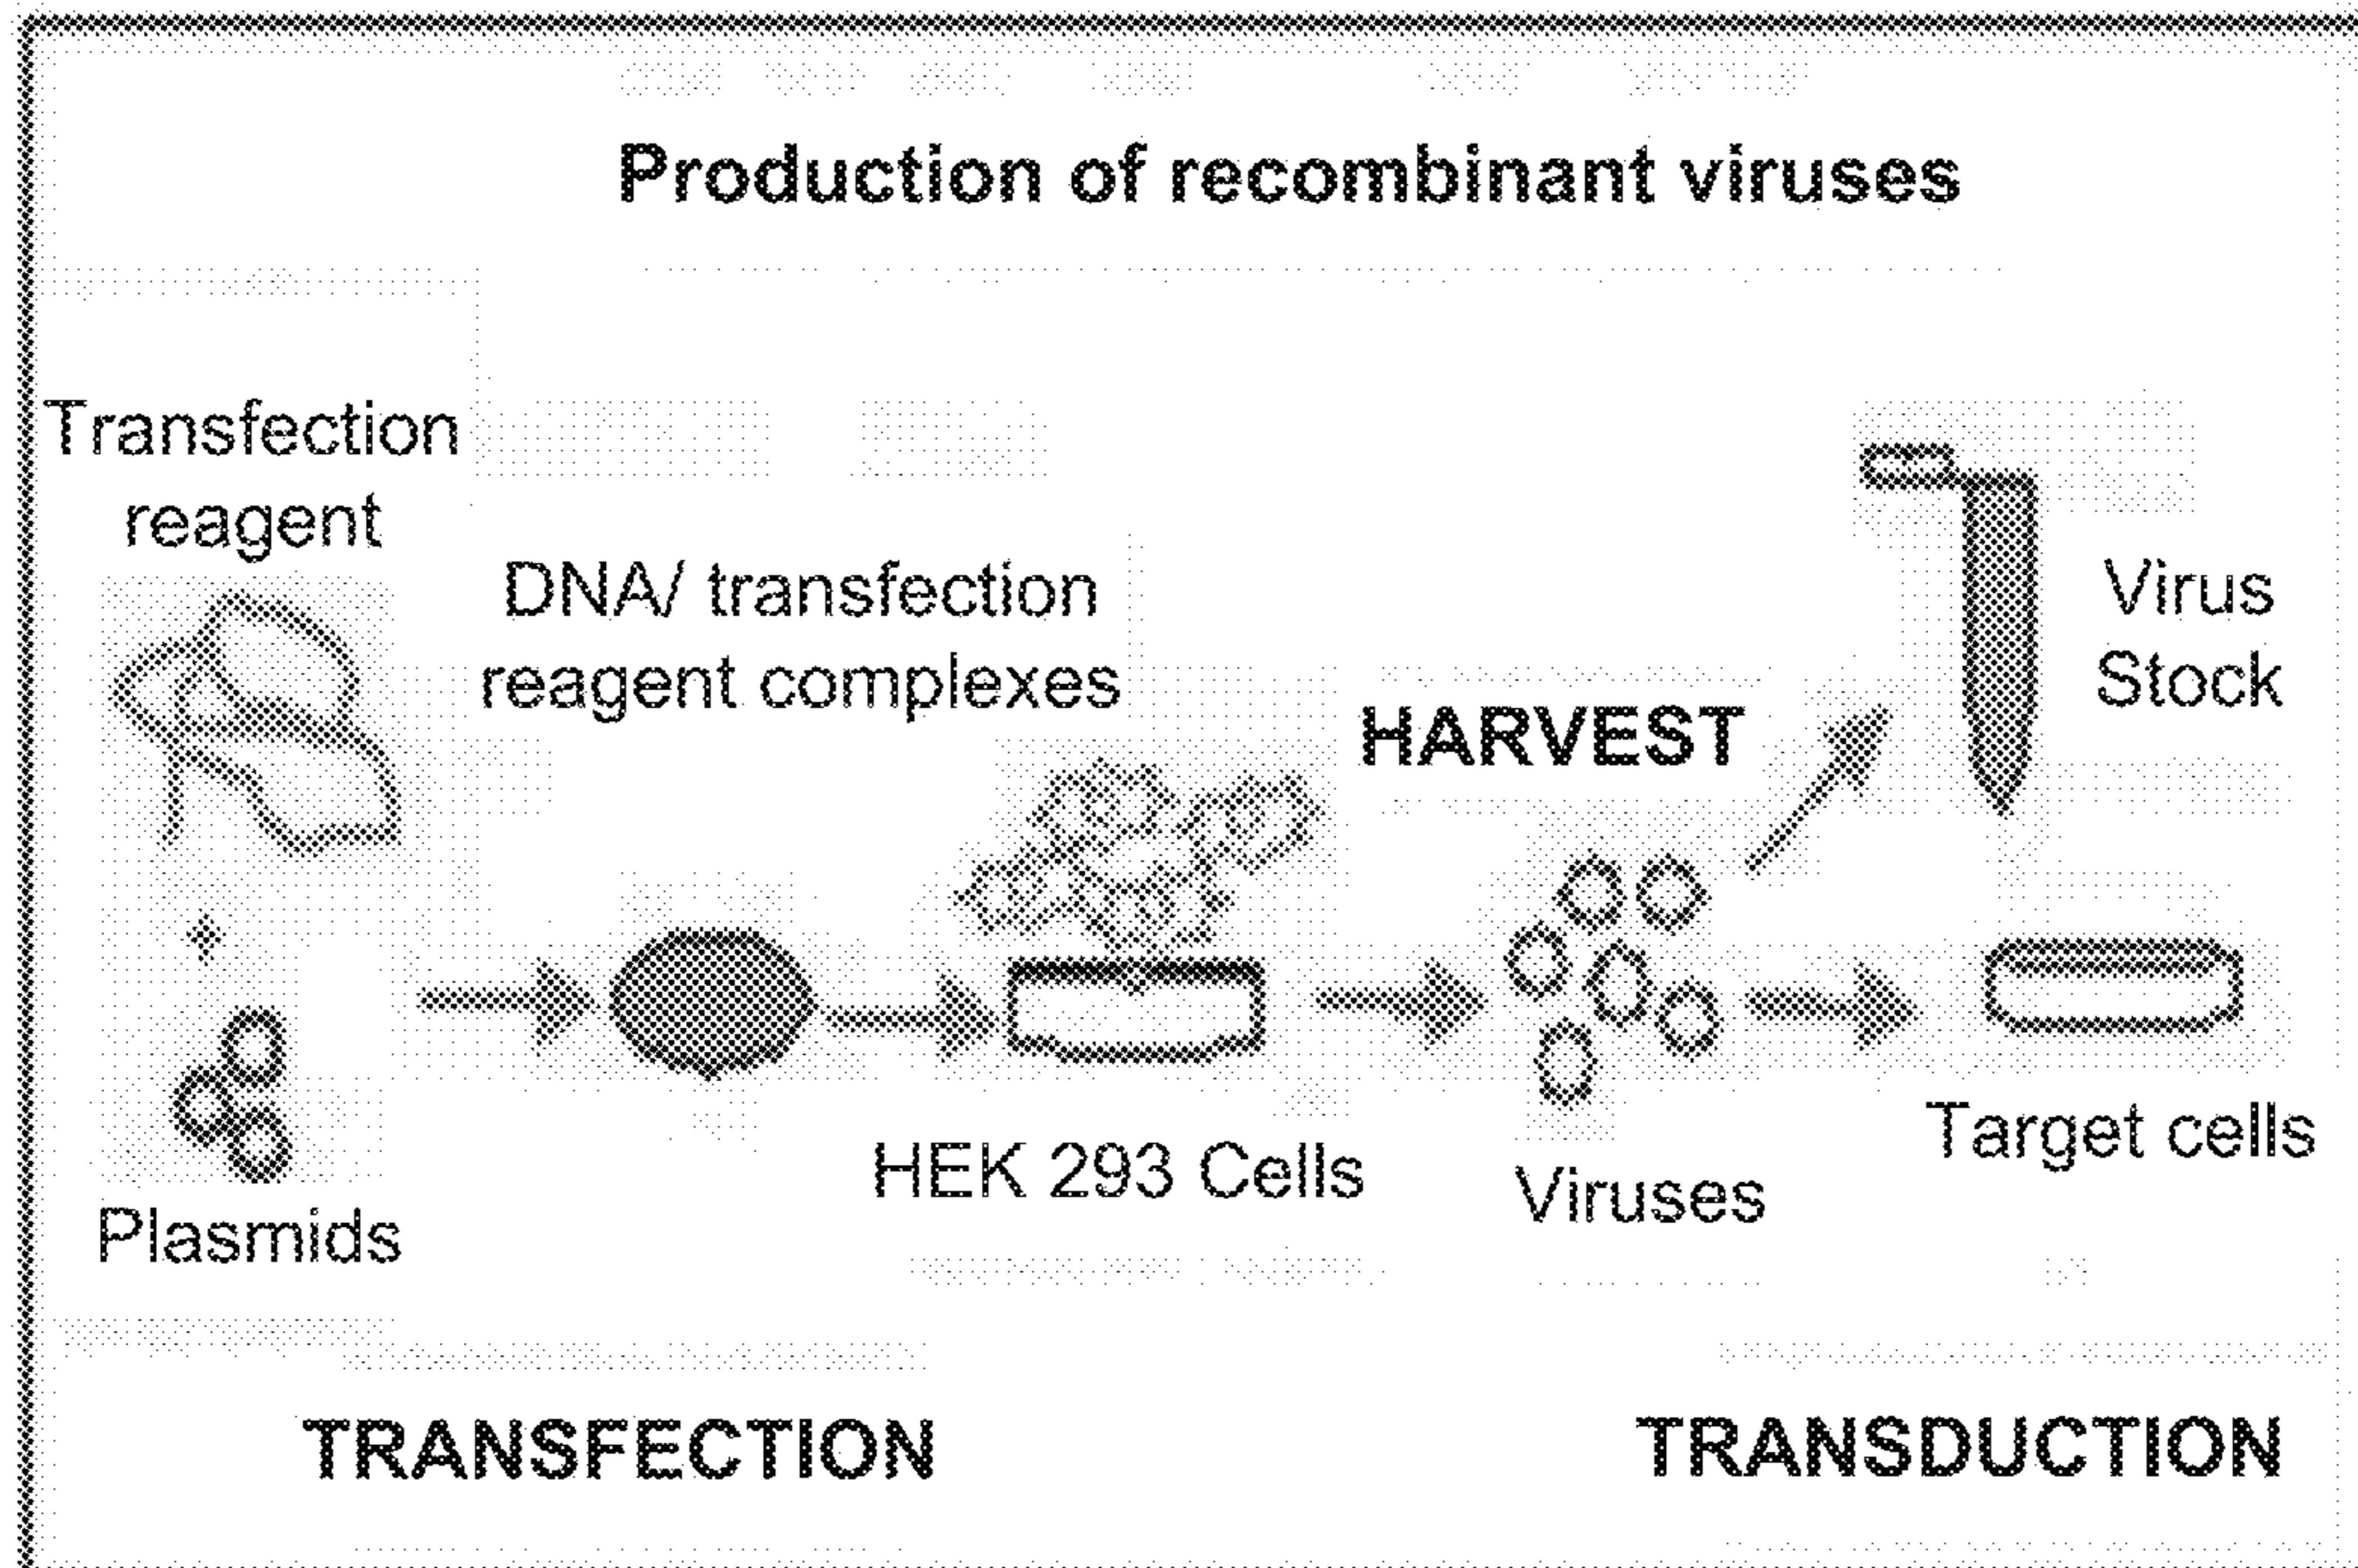 Production of recombinant viruses
Transfection
reagent
DNA/ transfection
reagent complexes
HARVEST
Virus
Stock
Plasmids
HEK 293 Cells
Viruses
Target cells
TRANSFECTION
TRANSDUCTION